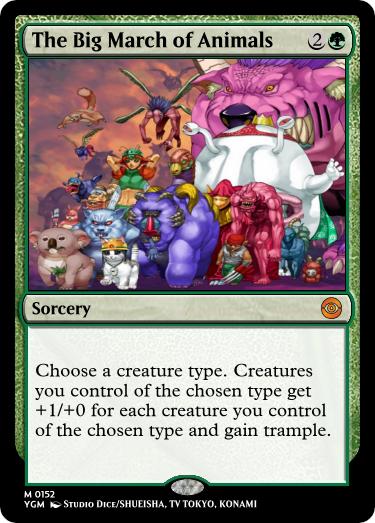 The Big March of Animals 2
Sorcery
Choose a creature type. Creatures
you control of the chosen type get
+1/+0 for each creature you control
of the chosen type and gain trample.
M 0152
YGM STUDIO DICE/SHUEISHA, TV TOKYO, KONAMI